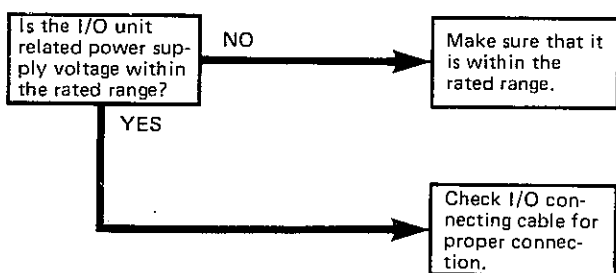 Is the I/O unit
related power sup-
ply voltage within
the rated range?
NO
Make sure that it
is within the
rated range.
YES
Check I/O con-
necting cable for
proper connec-
tion.